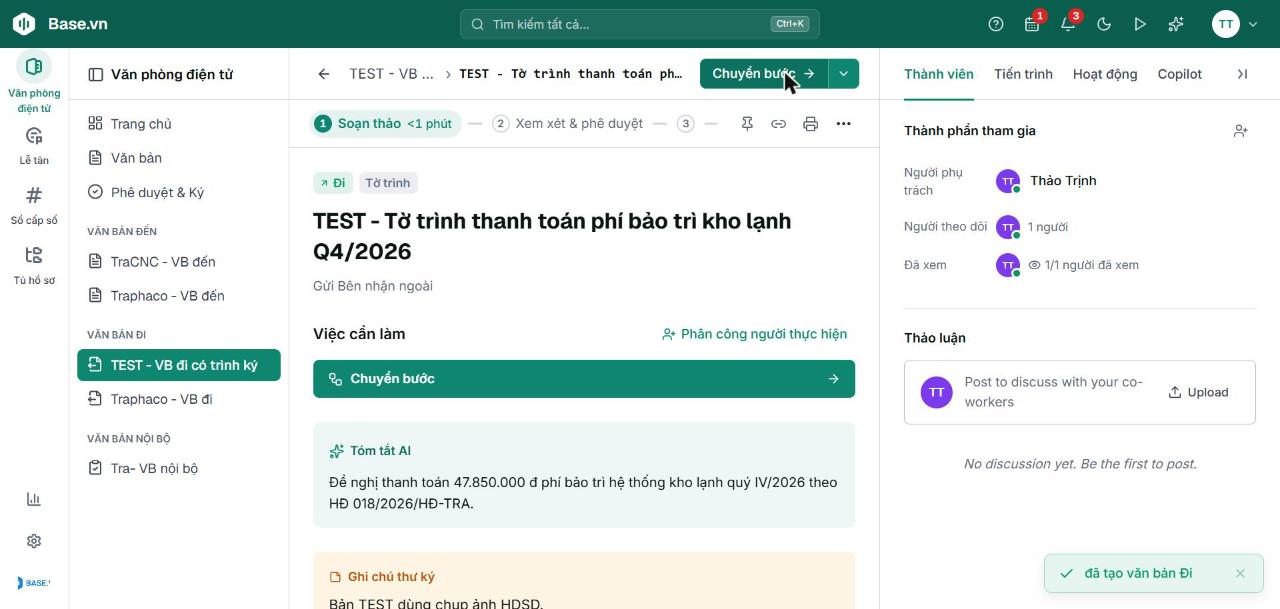 Base.vn
Tìm kiếm tất cả...
Ctrl+K
1
3
TT
Văn phòng
điện tử
Lễ tân
Sổ cấp số
Tủ hồ sơ
BASE.
Văn phòng điện tử
Trang chủ
Văn bản
Phê duyệt & Ký
VĂN BẢN ĐẾN
TraCNC - VB đến
Traphaco - VB đến
VĂN BẢN ĐI
TEST - VB đi có trình ký
Traphaco - VB đi
VĂN BẢN NỘI BỘ
Tra- VB nội bộ
TEST - VB ... › TEST - Tờ trình thanh toán ph…
Chuyển bước
1 Soạn thảo <1 phút
2 Xem xét & phê duyệt
3
Đi
Tờ trình
TEST - Tờ trình thanh toán phí bảo trì kho lạnh
Q4/2026
Gửi Bên nhận ngoài
Việc cần làm
Phân công người thực hiện
Chuyển bước
Tóm tắt AI
Đề nghị thanh toán 47.850.000 đ phí bảo trì hệ thống kho lạnh quý IV/2026 theo
HĐ 018/2026/HĐ-TRA.
Ghi chú thư ký
Bản TEST dùng chụp ảnh HDSD.
Thành viên
Tiến trình
Hoạt động
Copilot
Thành phần tham gia
Người phụ
trách
TT
Thảo Trịnh
Người theo dõi
TT
1 người
Đã xem
TT
1/1 người đã xem
Thảo luận
TT
Post to discuss with your co-
workers
Upload
No discussion yet. Be the first to post.
đã tạo văn bản Đi